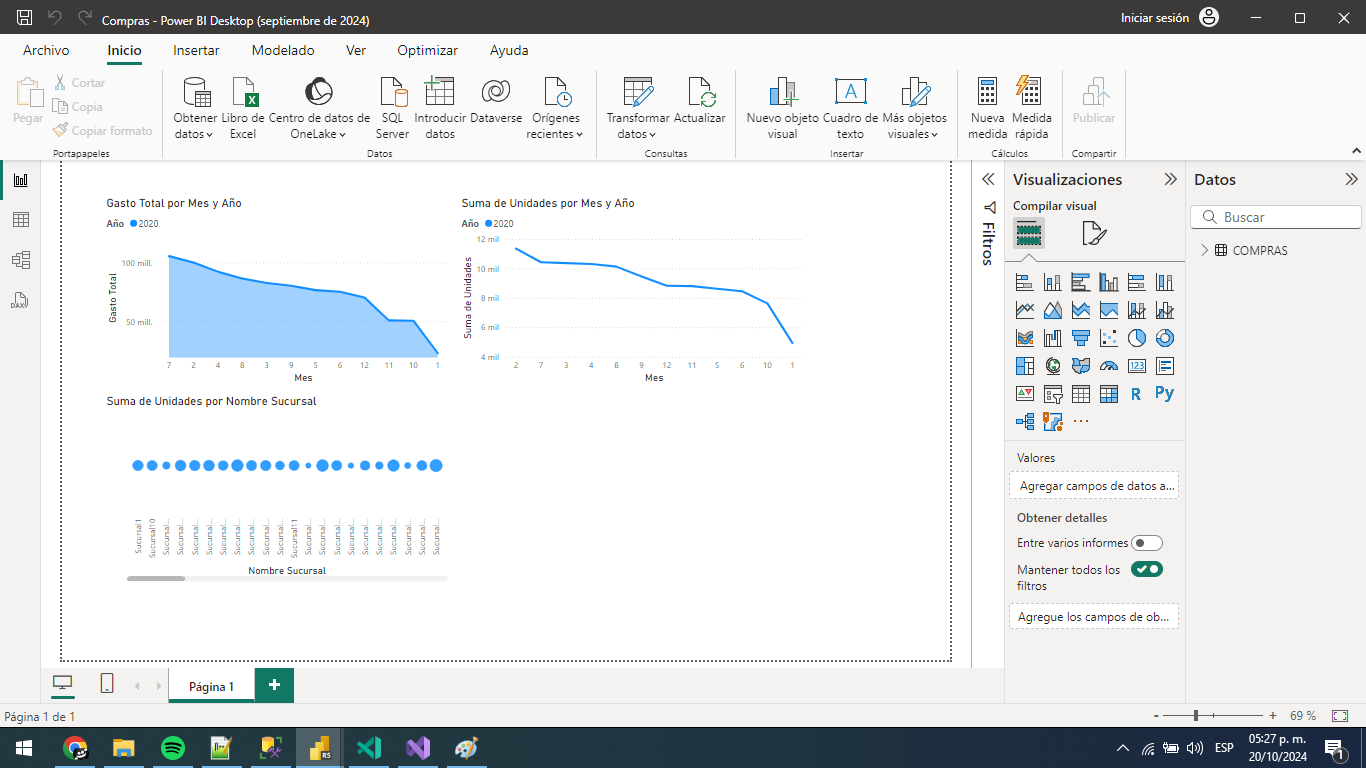 Compras - Power BI Desktop (septiembre de 2024)
Iniciar sesión
Archivo Inicio Insertar Modelado Ver Optimizar Ayuda
Pegar
Cortar
Copia
Copiar formato
Portapapeles
Obtener datos
Libro de Excel
Centro de datos de OneLake
SQL Server
Introducir datos
Dataverse
Orígenes recientes
Datos
Transformar datos
Actualizar
Consultas
Nuevo objeto visual
Cuadro de texto
Más objetos visuales
Insertar
Nueva medida
Medida rápida
Cálculos
Publicar
Compartir
Gasto Total por Mes y Año
Año 2020
Gasto Total
100 mill.
50 mill.
7 2 4 8 3 9 5 6 12 11 10 1
Mes
Suma de Unidades por Mes y Año
Año 2020
Suma de Unidades
12 mil
10 mil
8 mil
6 mil
4 mil
2 7 3 4 8 9 12 11 5 6 10 1
Mes
Suma de Unidades por Nombre Sucursal
Sucursal1
Sucursal10
Sucursal...
Sucursal...
Sucursal...
Sucursal...
Sucursal...
Sucursal...
Sucursal...
Sucursal...
Sucursal...
Sucursal11
Sucursal...
Sucursal...
Sucursal...
Sucursal...
Sucursal...
Sucursal...
Sucursal...
Sucursal...
Sucursal...
Sucursal...
Nombre Sucursal
Filtros
Visualizaciones
Compilar visual
123
R
Py
Valores
Agregar campos de datos a...
Obtener detalles
Entre varios informes
Mantener todos los
filtros
Agregue los campos de ob...
Datos
Buscar
COMPRAS
DAX
Página 1
+
Página 1 de 1
- + 69 %
RS
ESP
05:27 p. m.
20/10/2024
1